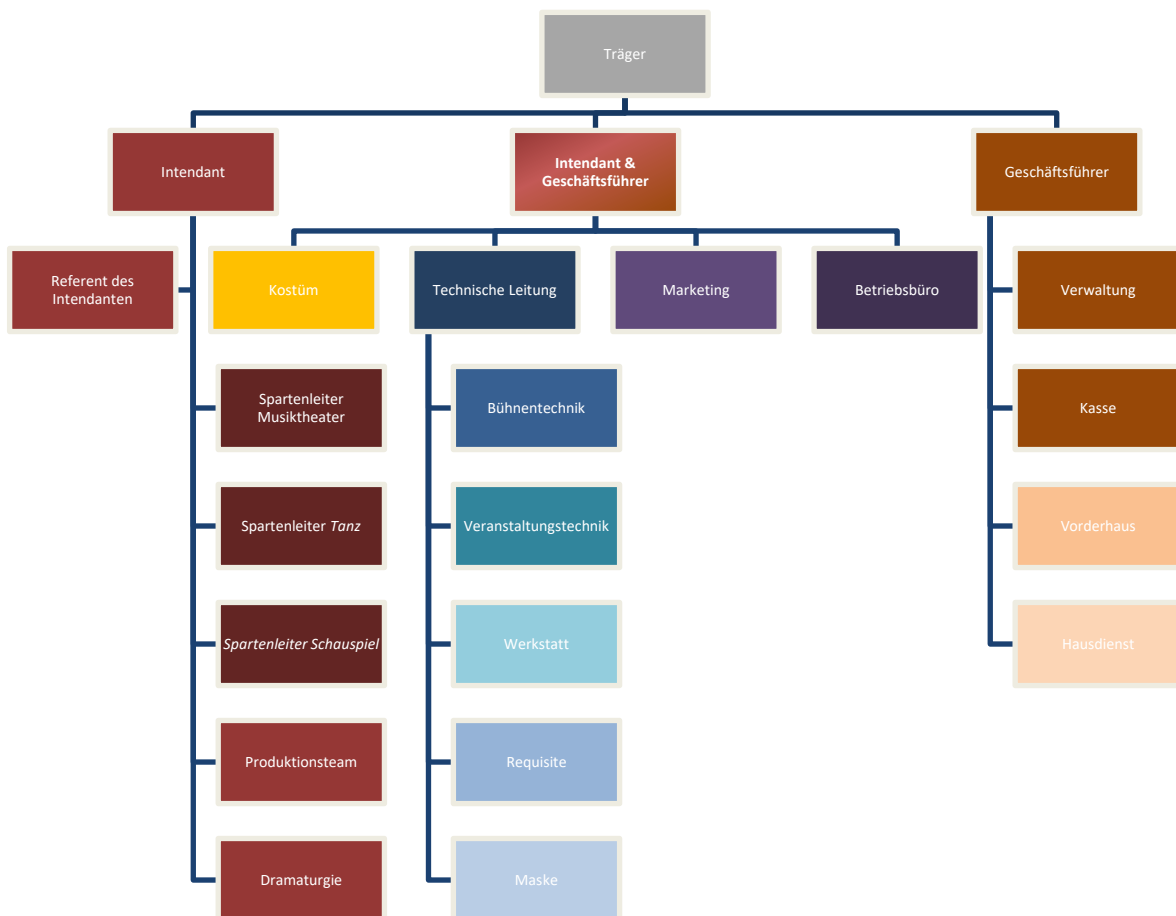 Träger
Intendant
Intendant &
Geschäftsführer
Geschäftsführer
Referent des
Intendanten
Kostüm
Technische Leitung
Marketing
Betriebsbüro
Verwaltung
Spartenleiter
Musiktheater
Bühnentechnik
Kasse
Spartenleiter Tanz
Veranstaltungstechnik
Vorderhaus
Spartenleiter Schauspiel
Werkstatt
Hausdienst
Produktionsteam
Requisite
Dramaturgie
Maske